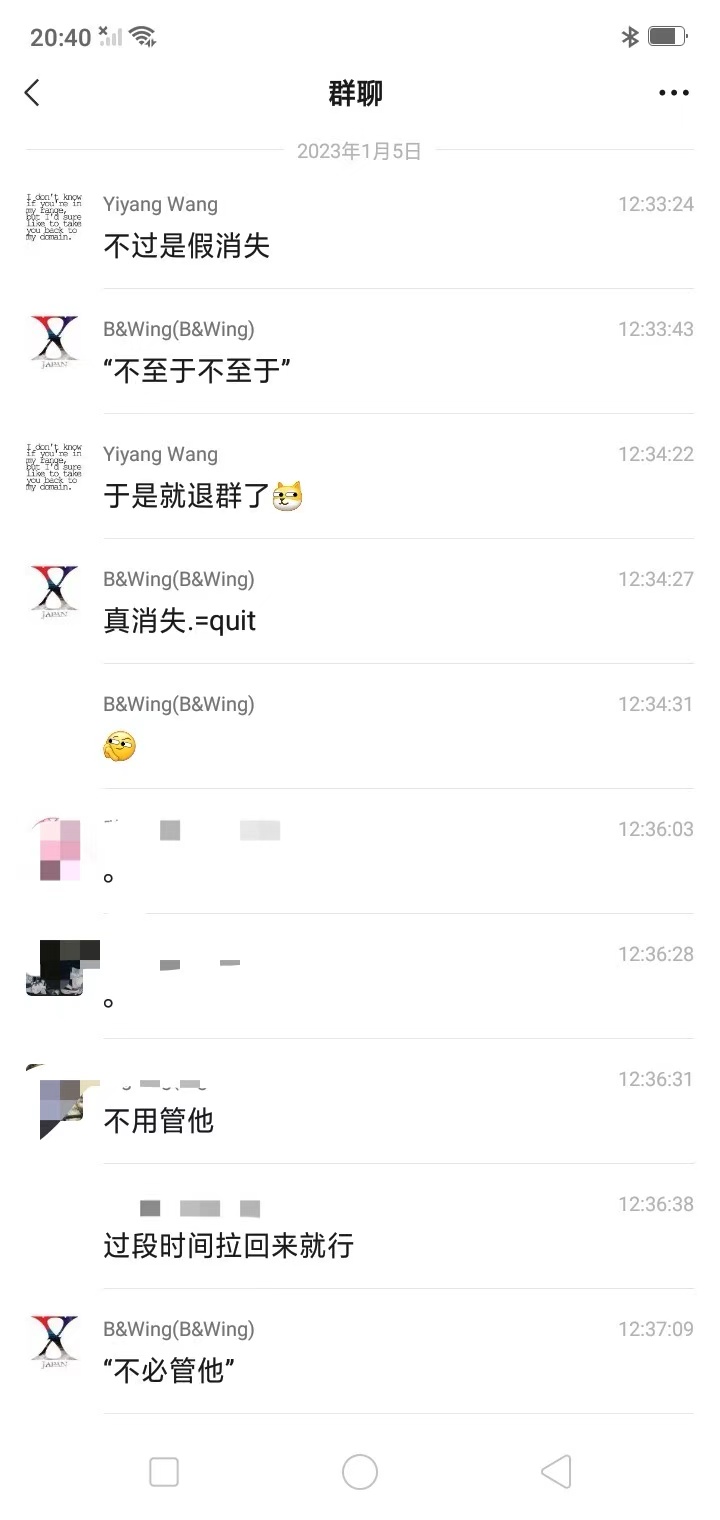 20:40
群聊
2023年1月5日
I don't know
if you're in
my range,
but I'd sure
like to take
you back to
my domain.
Yiyang Wang
12:33:24
不过是假消失
X
JAPAN
B&Wing(B&Wing)
12:33:43
“不至于不至于”
I don't know
if you're in
my range,
but I'd sure
like to take
you back to
my domain.
Yiyang Wang
12:34:22
于是就退群了
X
JAPAN
B&Wing(B&Wing)
12:34:27
真消失.=quit
B&Wing(B&Wing)
12:34:31
12:36:03
。
12:36:28
。
12:36:31
不用管他
12:36:38
过段时间拉回来就行
X
JAPAN
B&Wing(B&Wing)
12:37:09
“不必管他”